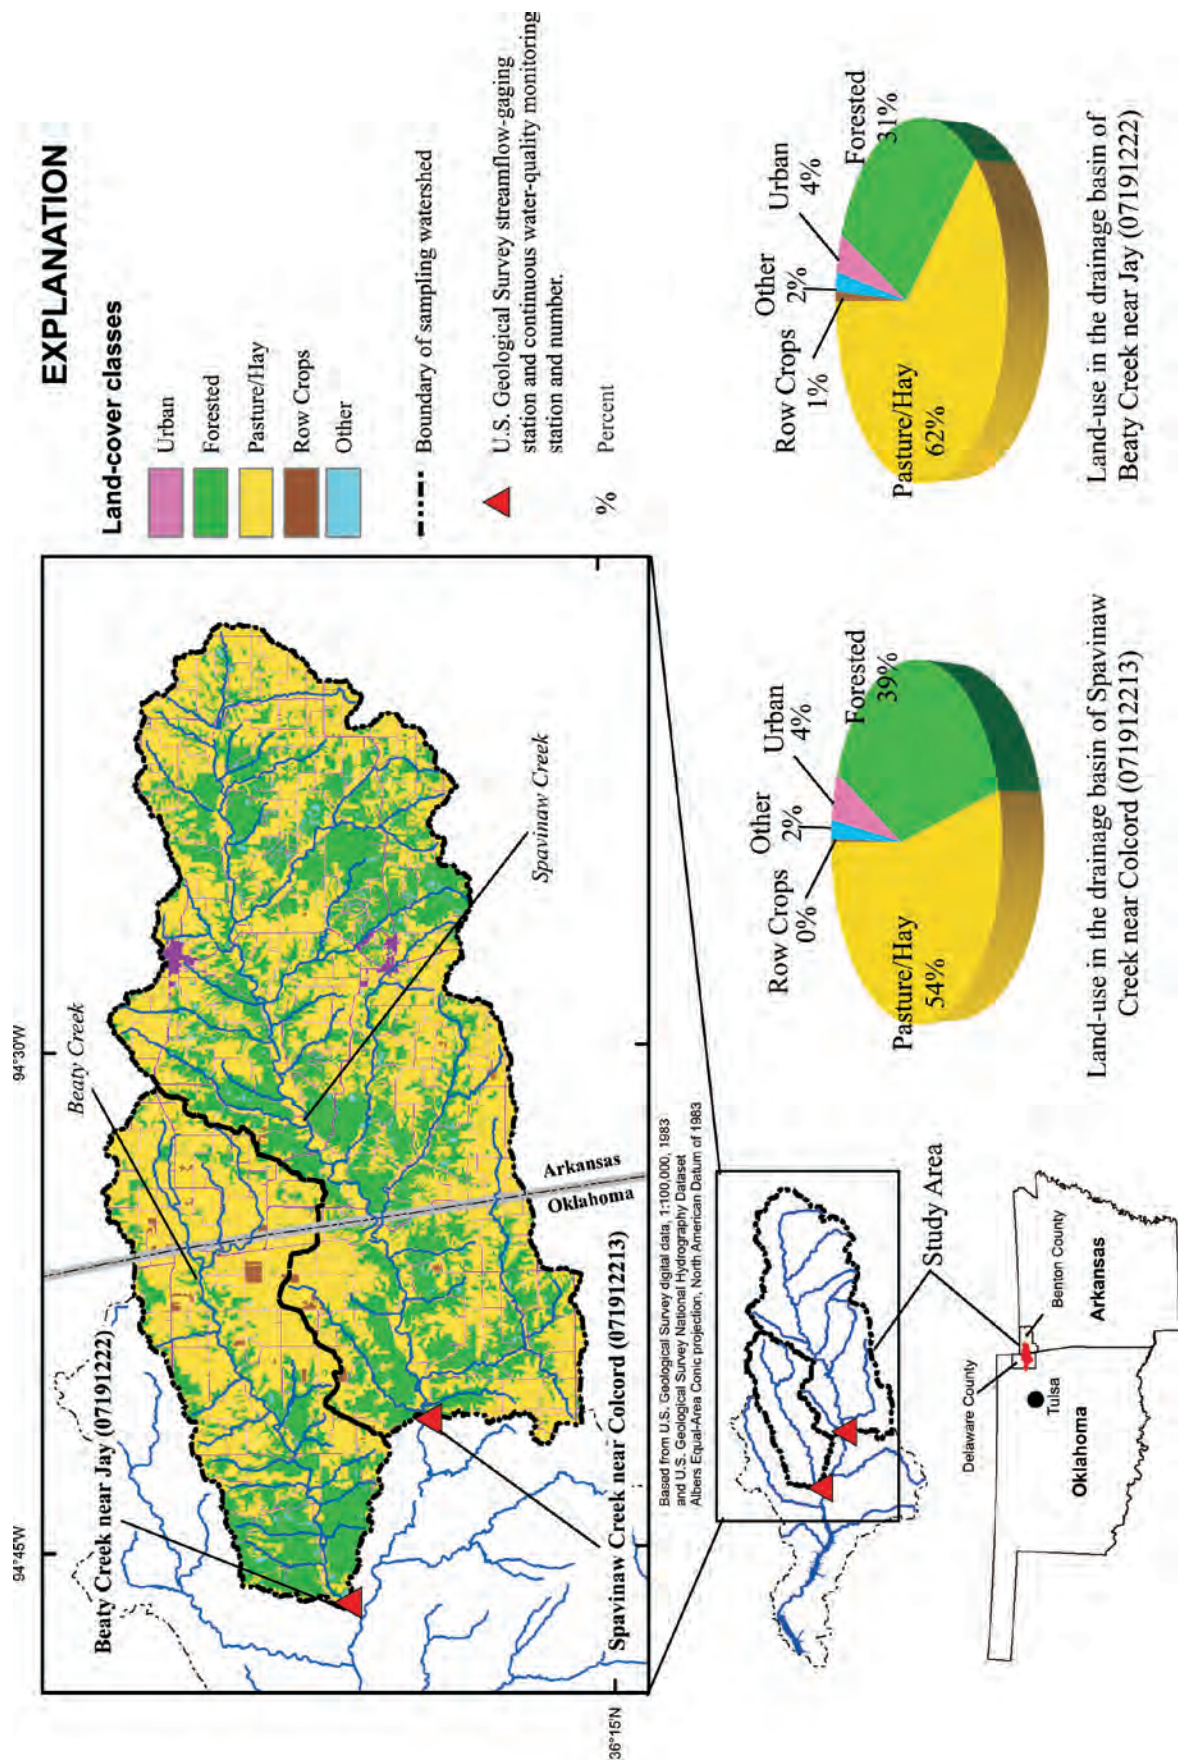 94°45'W
94°30'W
Beaty Creek near Jay (07191222)
Beaty Creek
Spavinaw Creek
Oklahoma
Arkansas
Spavinaw Creek near Colcord (071912213)
36°15'N
Based from U.S. Geological Survey digital data, 1:100,000, 1983
and U.S. Geological Survey National Hydrography Dataset
Albers Equal-Area Conic projection, North American Datum of 1983
EXPLANATION
Land-cover classes
Urban
Forested
Pasture/Hay
Row Crops
Other
Boundary of sampling watershed
U.S. Geological Survey streamflow-gaging
station and continuous water-quality monitoring
station and number.
% Percent
Study Area
Delaware County
Benton County
Tulsa
Oklahoma
Arkansas
Row Crops
0%
Other
2%
Urban
4%
Forested
39%
Pasture/Hay
54%
Land-use in the drainage basin of Spavinaw
Creek near Colcord (071912213)
Row Crops
1%
Other
2%
Urban
4%
Forested
31%
Pasture/Hay
62%
Land-use in the drainage basin of
Beaty Creek near Jay (07191222)